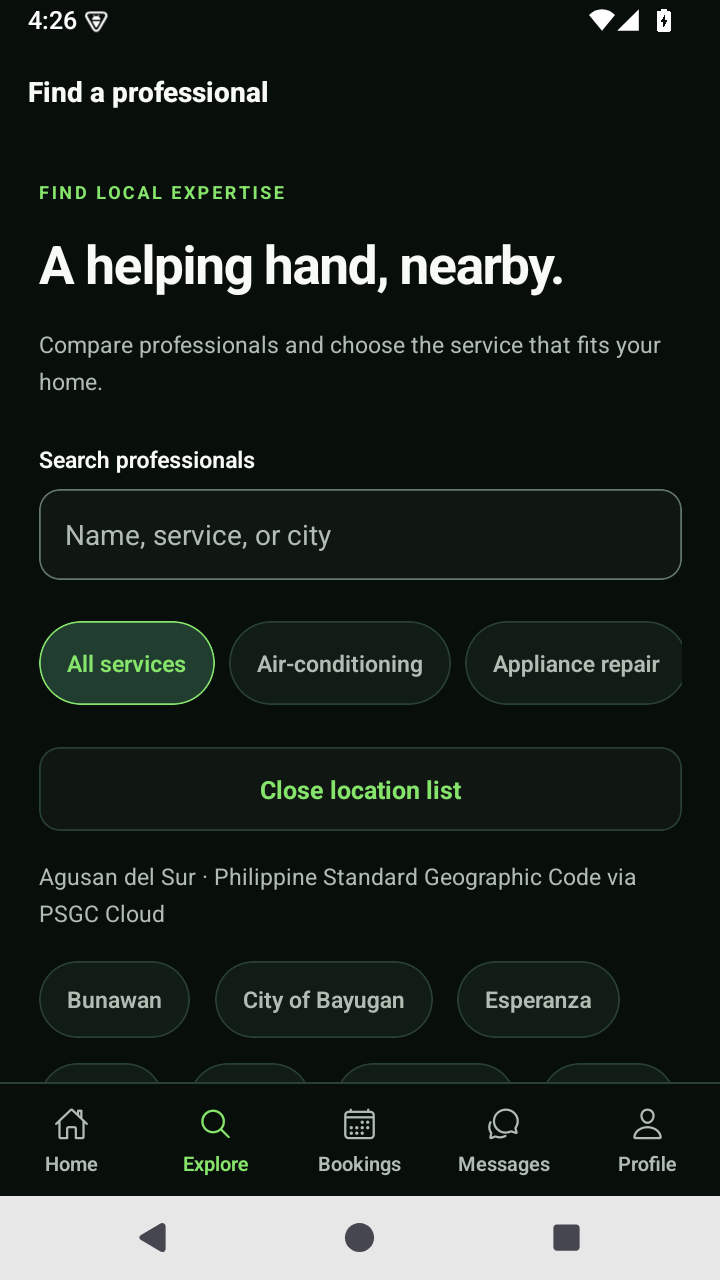 4:26
Find a professional
FIND LOCAL EXPERTISE
A helping hand, nearby.
Compare professionals and choose the service that fits your
home.
Search professionals
Name, service, or city
All services
Air-conditioning
Appliance repair
Close location list
Agusan del Sur · Philippine Standard Geographic Code via
PSGC Cloud
Bunawan
City of Bayugan
Esperanza
Home
Explore
Bookings
Messages
Profile